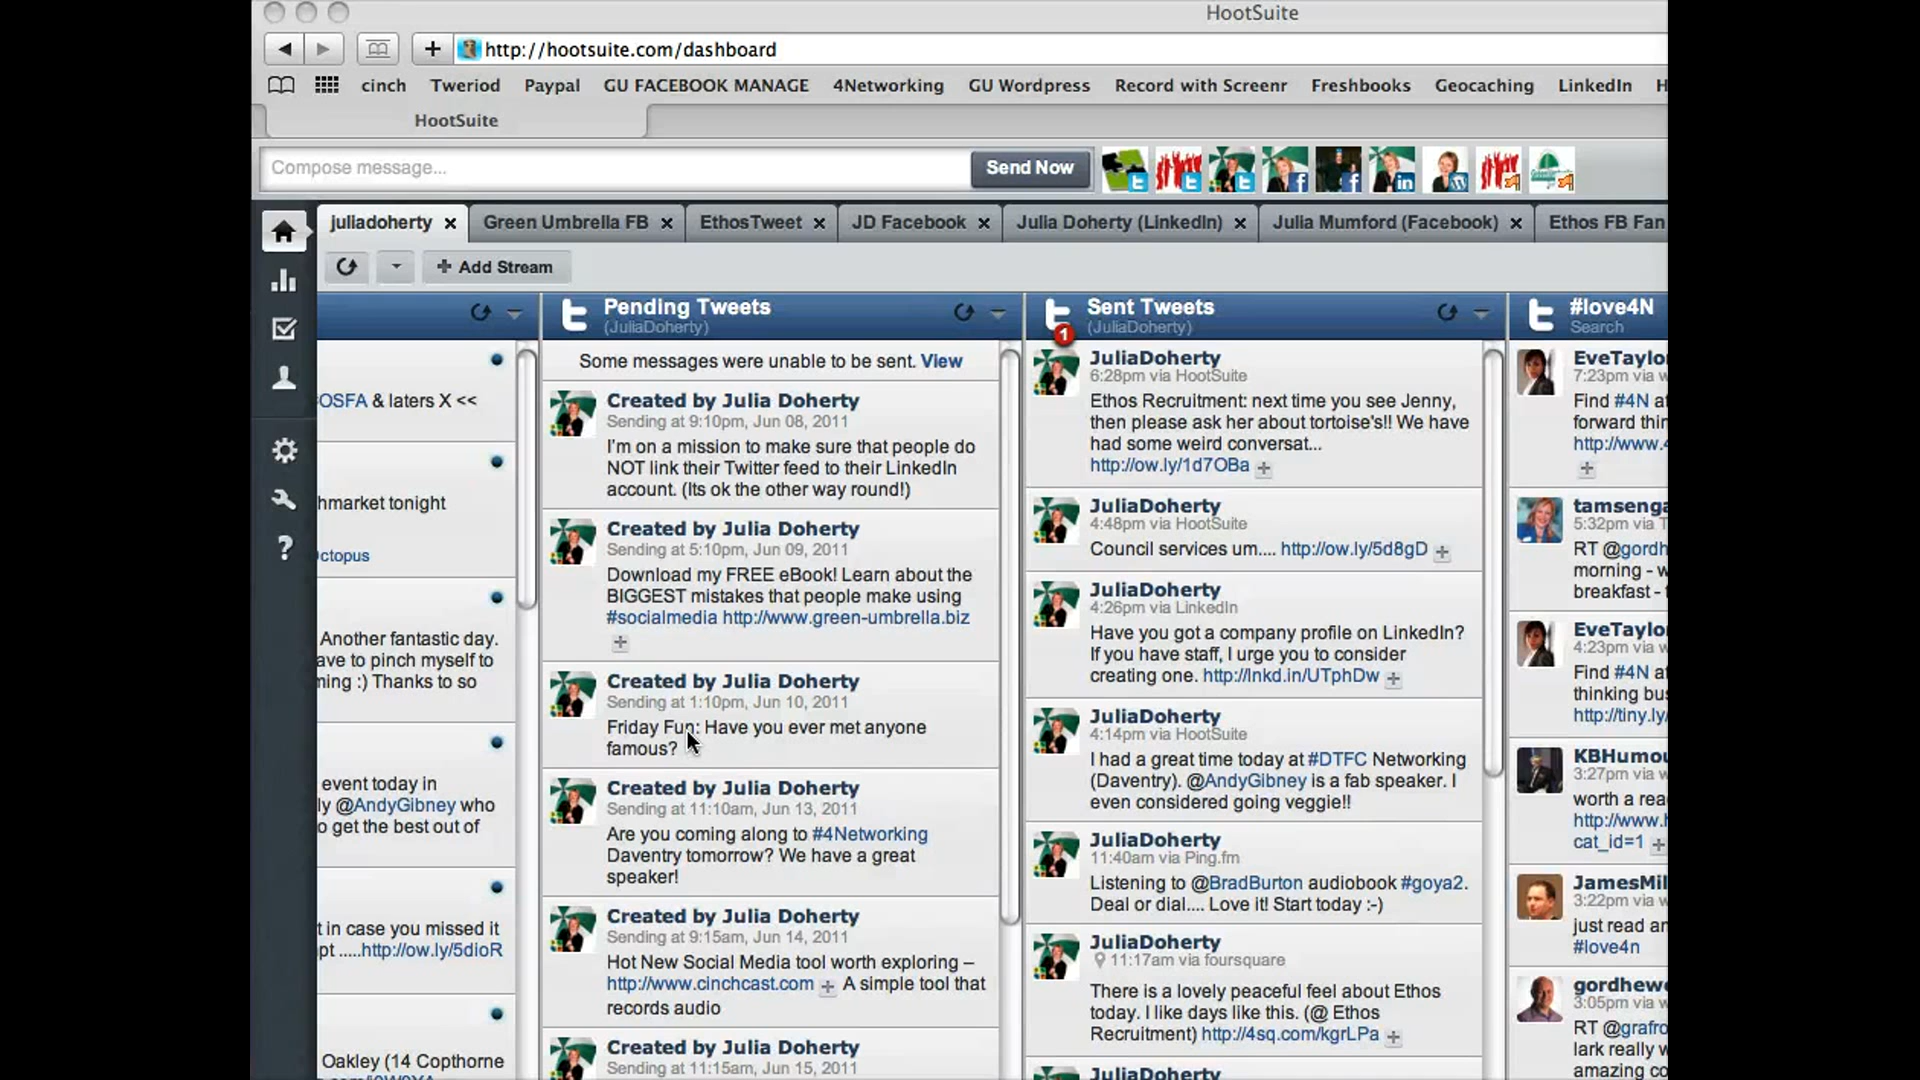 HootSuite
http://hootsuite.com/dashboard
cinch Tweriod Paypal GU FACEBOOK MANAGE 4Networking GU Wordpress Record with Screenr Freshbooks Geocaching LinkedIn H
HootSuite
Compose message...
Send Now
juliadoherty
Green Umbrella FB
EthosTweet
JD Facebook
Julia Doherty (LinkedIn)
Julia Mumford (Facebook)
Ethos FB Fan
Add Stream
OSFA & laters X <<
hmarket tonight
Octopus
Another fantastic day.
ave to pinch myself to
ming :) Thanks to so
event today in
ly @AndyGibney who
o get the best out of
t in case you missed it
pt .....http://ow.ly/5dioR
Oakley (14 Copthorne
Pending Tweets
(JuliaDoherty)
Some messages were unable to be sent. View
Created by Julia Doherty
Sending at 9:10pm, Jun 08, 2011
I'm on a mission to make sure that people do
NOT link their Twitter feed to their LinkedIn
account. (Its ok the other way round!)
Created by Julia Doherty
Sending at 5:10pm, Jun 09, 2011
Download my FREE eBook! Learn about the
BIGGEST mistakes that people make using
#socialmedia http://www.green-umbrella.biz
Created by Julia Doherty
Sending at 1:10pm, Jun 10, 2011
Friday Fun: Have you ever met anyone
famous?
Created by Julia Doherty
Sending at 11:10am, Jun 13, 2011
Are you coming along to #4Networking
Daventry tomorrow? We have a great
speaker!
Created by Julia Doherty
Sending at 9:15am, Jun 14, 2011
Hot New Social Media tool worth exploring –
http://www.cinchcast.com A simple tool that
records audio
Created by Julia Doherty
Sending at 11:15am, Jun 15, 2011
1
Sent Tweets
(JuliaDoherty)
JuliaDoherty
6:28pm via HootSuite
Ethos Recruitment: next time you see Jenny,
then please ask her about tortoise's!! We have
had some weird conversat...
http://ow.ly/1d7OBa
JuliaDoherty
4:48pm via HootSuite
Council services um.... http://ow.ly/5d8gD
JuliaDoherty
4:26pm via LinkedIn
Have you got a company profile on LinkedIn?
If you have staff, I urge you to consider
creating one. http://lnkd.in/UTphDw
JuliaDoherty
4:14pm via HootSuite
I had a great time today at #DTFC Networking
(Daventry). @AndyGibney is a fab speaker. I
even considered going veggie!!
JuliaDoherty
11:40am via Ping.fm
Listening to @BradBurton audiobook #goya2.
Deal or dial.... Love it! Start today :-)
JuliaDoherty
11:17am via foursquare
There is a lovely peaceful feel about Ethos
today. I like days like this. (@ Ethos
Recruitment) http://4sq.com/kgrLPa
JuliaDoherty
#love4N
Search
EveTaylo
7:23pm via w
Find #4N a
forward thin
http://www.4
tamsenga
5:32pm via T
RT @gordh
morning - w
breakfast - t
EveTaylo
4:23pm via w
Find #4N a
thinking bus
http://tiny.ly/
KBHumou
3:27pm via w
worth a rea
http://www.h
cat_id=1
JamesMil
3:22pm via w
just read an
#love4n
gordhewe
3:05pm via w
RT @grafro
lark really w
amazing co